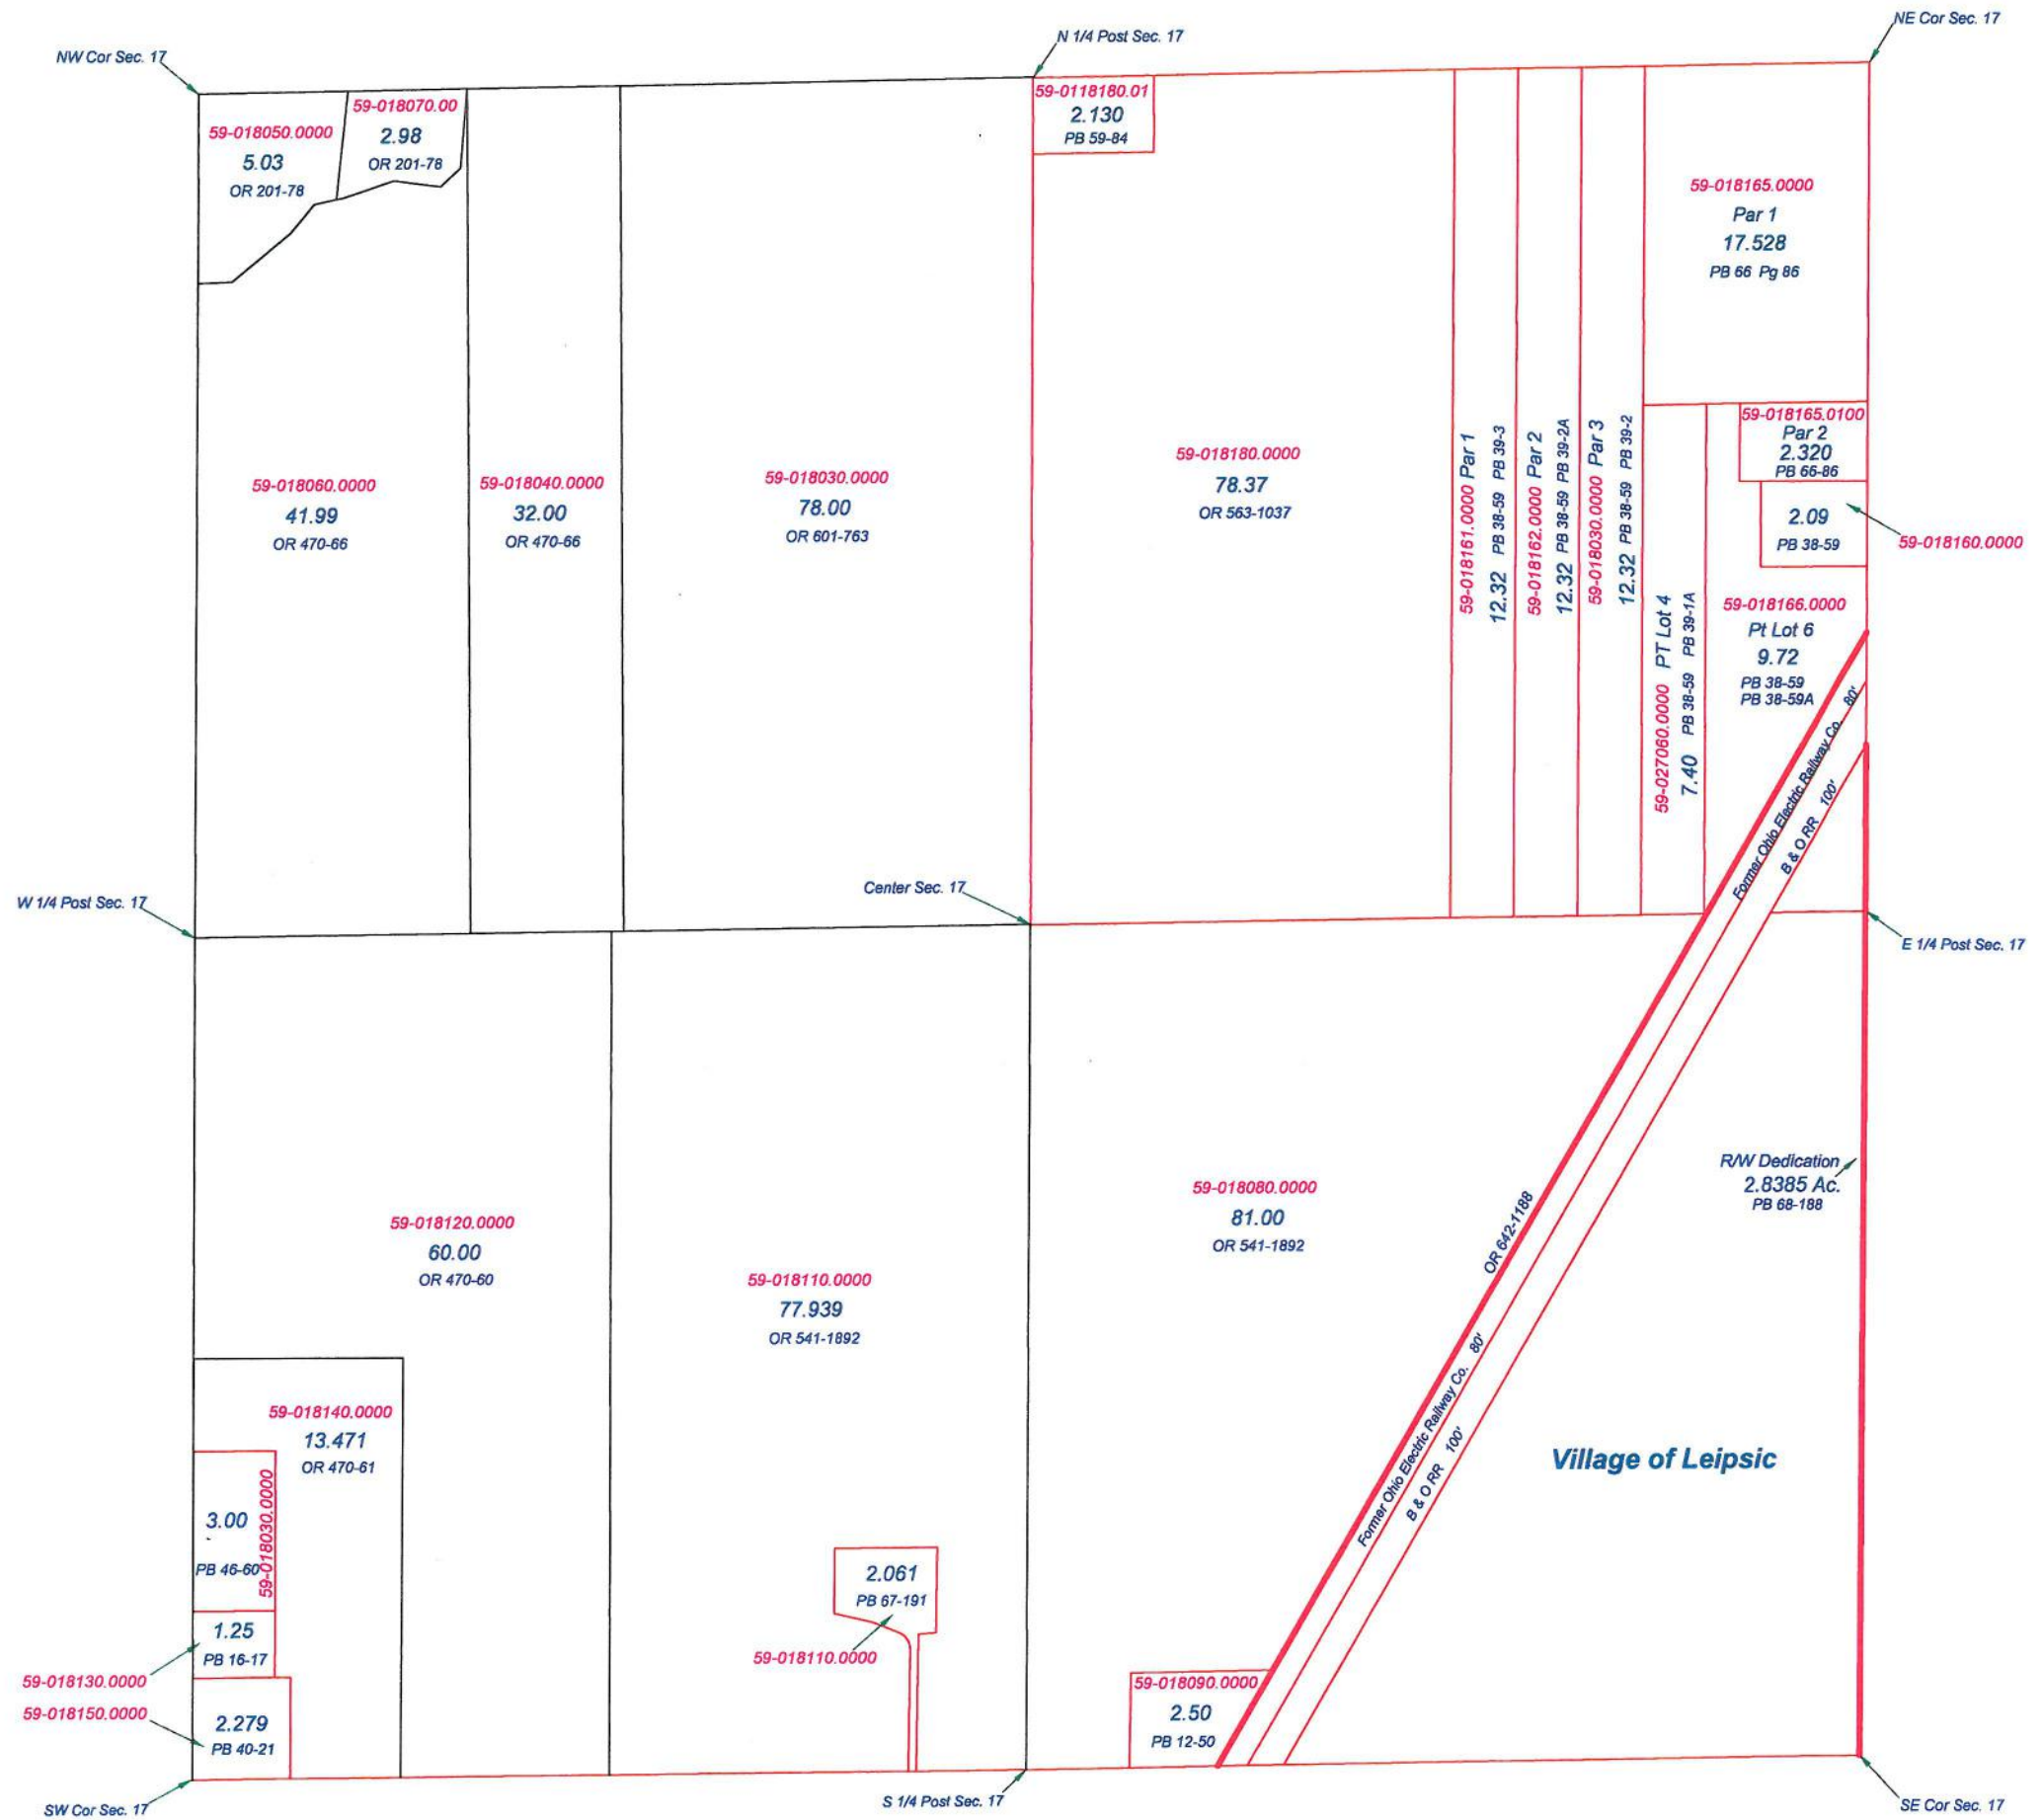 NE Cor Sec. 17
N 1/4 Post Sec. 17
NW Cor Sec. 17
59-018050.0000
5.03
OR 201-78
59-018070.00
2.98
OR 201-78
59-0118180.01
2.130
PB 59-84
59-018165.0000
Par 1
17.528
PB 66 Pg 86
59-018165.0100
Par 2
2.320
PB 66-86
2.09
PB 38-59
59-018160.0000
59-018060.0000
41.99
OR 470-66
59-018040.0000
32.00
OR 470-66
59-018030.0000
78.00
OR 601-763
59-018180.0000
78.37
OR 563-1037
59-018161.0000 Par 1
12.32 PB 38-59 PB 39-3
59-018162.0000 Par 2
12.32 PB 38-59 PB 39-2A
59-018030.0000 Par 3
12.32 PB 38-59 PB 39-2
59-027060.0000 PT Lot 4
7.40 PB 38-59 PB 39-1A
59-018166.0000
Pt Lot 6
9.72
PB 38-59
PB 38-59A
Former Ohio Electric Railway Co. 80'
B & O RR 100'
W 1/4 Post Sec. 17
Center Sec. 17
E 1/4 Post Sec. 17
R/W Dedication
2.8385 Ac.
PB 68-188
59-018120.0000
60.00
OR 470-60
59-018110.0000
77.939
OR 541-1892
59-018080.0000
81.00
OR 541-1892
OR 642-1188
Former Ohio Electric Railway Co. 80'
B & O RR 100'
Village of Leipsic
59-018140.0000
13.471
OR 470-61
3.00
PB 46-60
59-018030.0000
1.25
PB 16-17
59-018130.0000
59-018150.0000
2.279
PB 40-21
2.061
PB 67-191
59-018110.0000
59-018090.0000
2.50
PB 12-50
SW Cor Sec. 17
S 1/4 Post Sec. 17
SE Cor Sec. 17